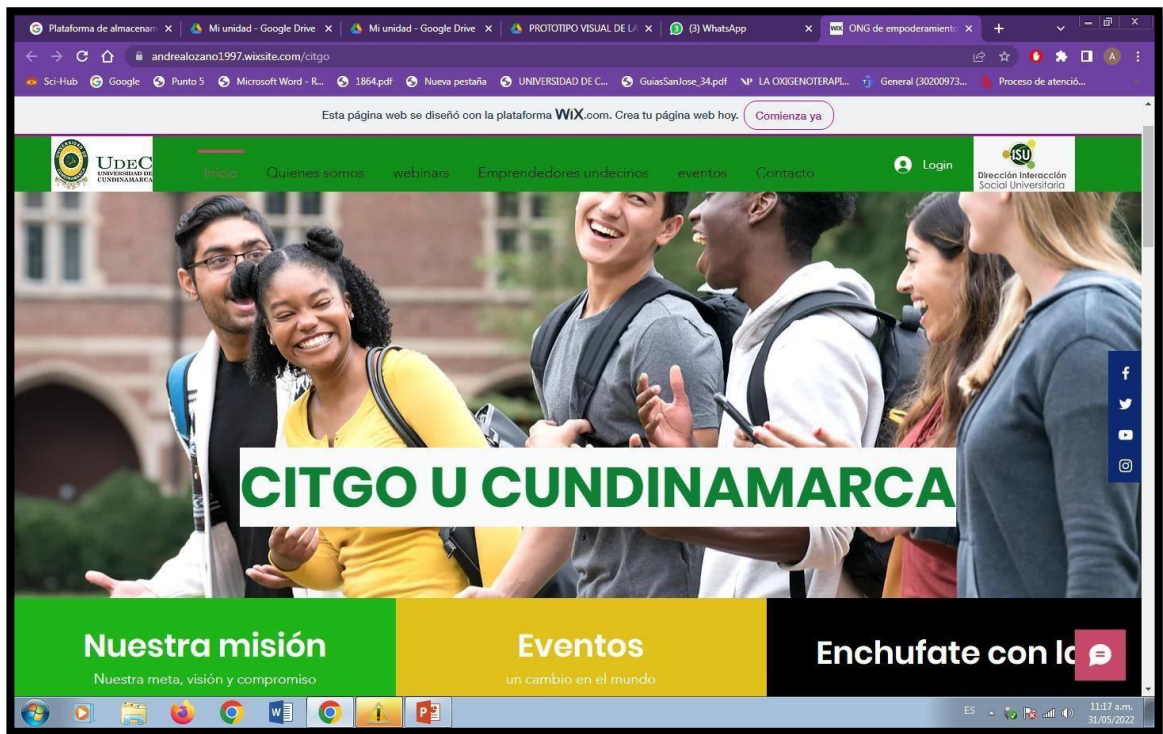 Plataforma de almacenam
Mi unidad - Google Drive
Mi unidad - Google Drive
PROTOTIPO VISUAL DE LA
(3) WhatsApp
ONG de empoderamiento
andrealozano1997.wixsite.com/citgo
A
Sci-Hub
Google
Punto 5
Microsoft Word - R...
1864.pdf
Nueva pestaña
UNIVERSIDAD DE C...
GuiasSanJose_34.pdf
LA OXIGENOTERAPI...
General (30200973...
Proceso de atenció...
Esta página web se diseñó con la plataforma WiX.com. Crea tu página web hoy.
Comienza ya
UDEC
UNIVERSIDAD DE
CUNDINAMARCA
Inicio
Quienes somos
webinars
Emprendedores undecinos
eventos
Contacto
Login
ISU
Dirección Interacción
Social Universitaria
CITGO U CUNDINAMARCA
Nuestra misión
Nuestra meta, visión y compromiso
Eventos
un cambio en el mundo
Enchufate con lo
ES
11:17 a.m.
31/05/2022